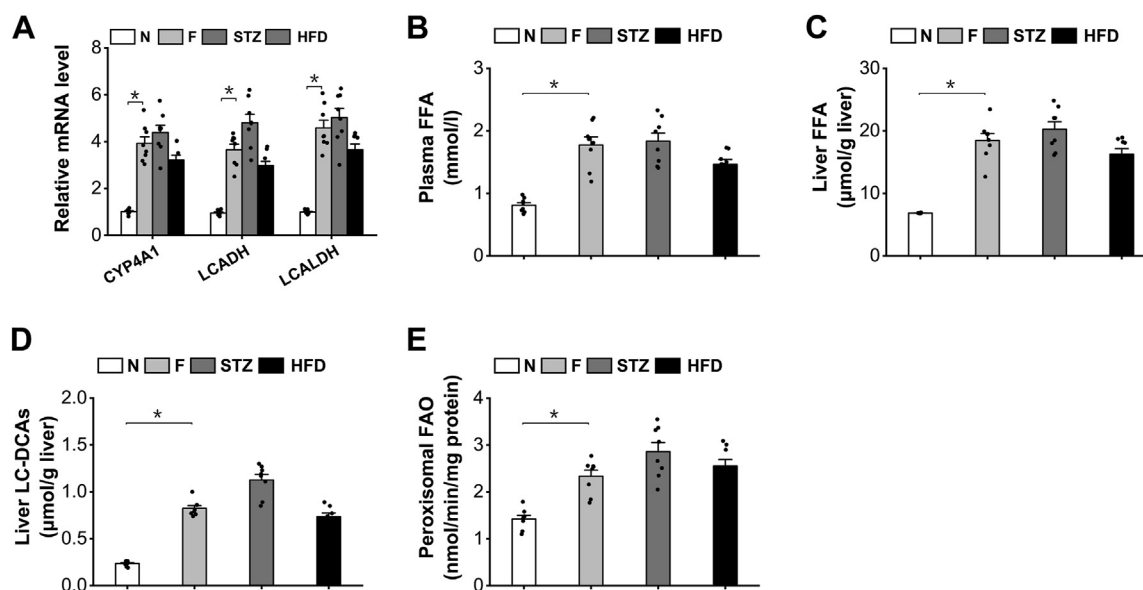 A
N F STZ HFD
Relative mRNA level
8
6
4
2
0
*
*
*
CYP4A1
LCADH
LCALDH
B
N F STZ HFD
Plasma FFA
(mmol/l)
3
2
1
0
*
C
N F STZ HFD
Liver FFA
(μmol/g liver)
30
20
10
0
*
D
N F STZ HFD
Liver LC-DCAs
(μmol/g liver)
2.0
1.5
1.0
0.5
0.0
*
E
N F STZ HFD
Peroxisomal FAO
(nmol/min/mg protein)
4
3
2
1
0
*